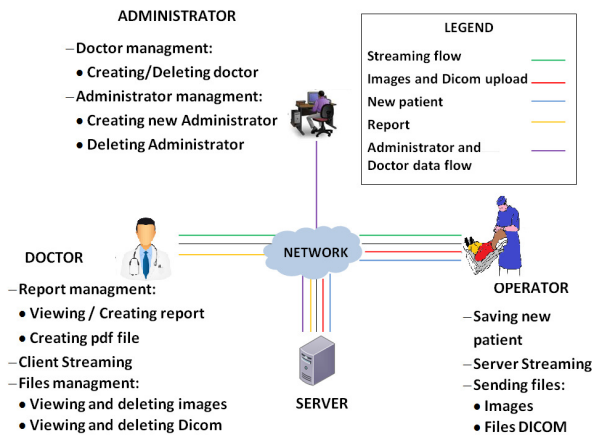 ADMINISTRATOR
–Doctor managment:
• Creating/Deleting doctor
–Administrator managment:
• Creating new Administrator
• Deleting Administrator
LEGEND
Streaming flow
Images and Dicom upload
New patient
Report
Administrator and
Doctor data flow
NETWORK
DOCTOR
–Report managment:
• Viewing / Creating report
• Creating pdf file
–Client Streaming
–Files managment:
• Viewing and deleting images
• Viewing and deleting Dicom
SERVER
OPERATOR
–Saving new
patient
–Server Streaming
–Sending files:
• Images
• Files DICOM